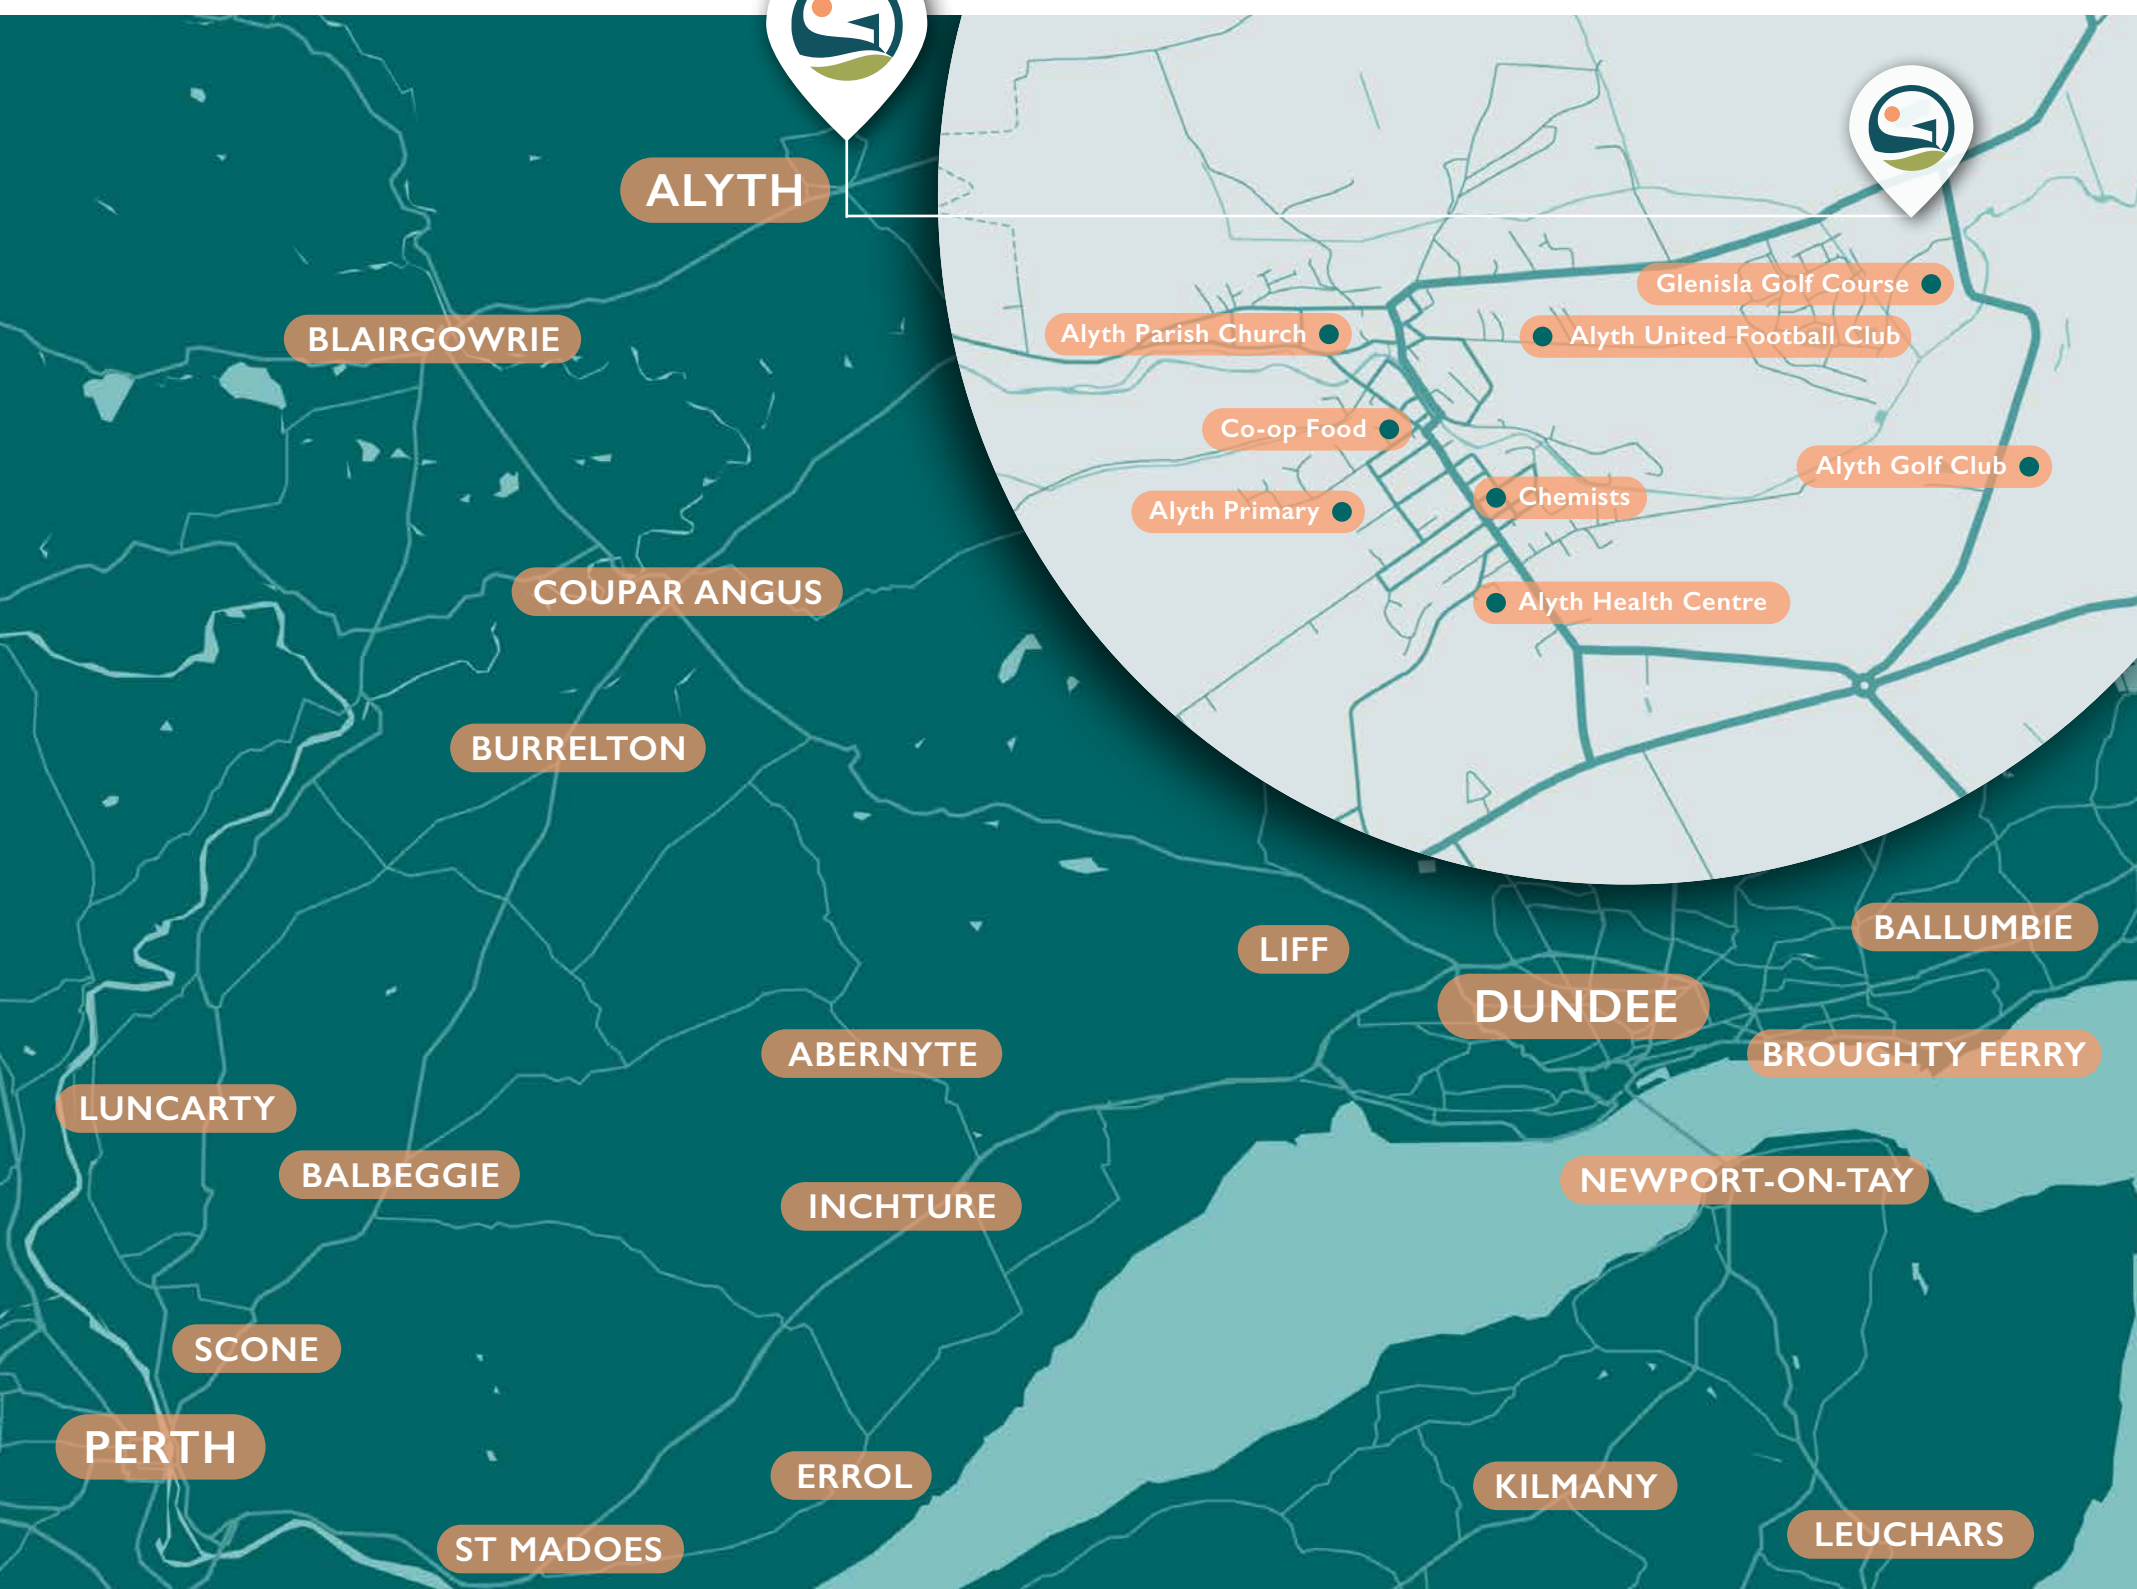 ALYTH
Glenisla Golf Course
Alyth Parish Church
Alyth United Football Club
BLAIRGOWRIE
Co-op Food
Alyth Golf Club
Chemists
Alyth Primary
COUPAR ANGUS
Alyth Health Centre
BURRELTON
BALLUMBIE
LIFF
DUNDEE
ABERNYTE
BROUGHTY FERRY
LUNCARTY
BALBEGGIE
NEWPORT-ON-TAY
INCHTURE
SCONE
PERTH
ERROL
KILMANY
LEUCHARS
ST MADOES